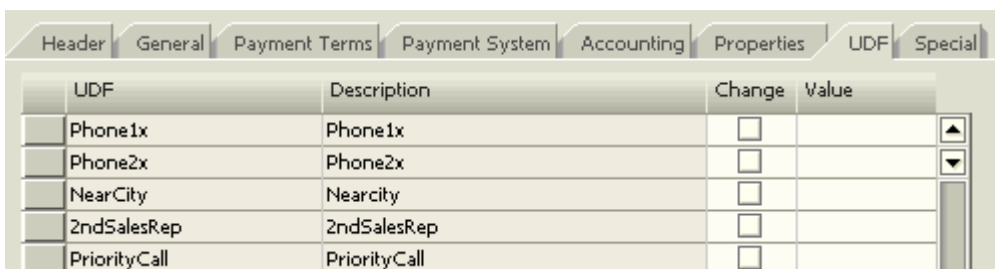 Header General Payment Terms Payment System Accounting Properties UDF Special
UDF Description Change Value
Phone1x Phone1x
Phone2x Phone2x
NearCity Nearcity
2ndSalesRep 2ndSalesRep
PriorityCall PriorityCall